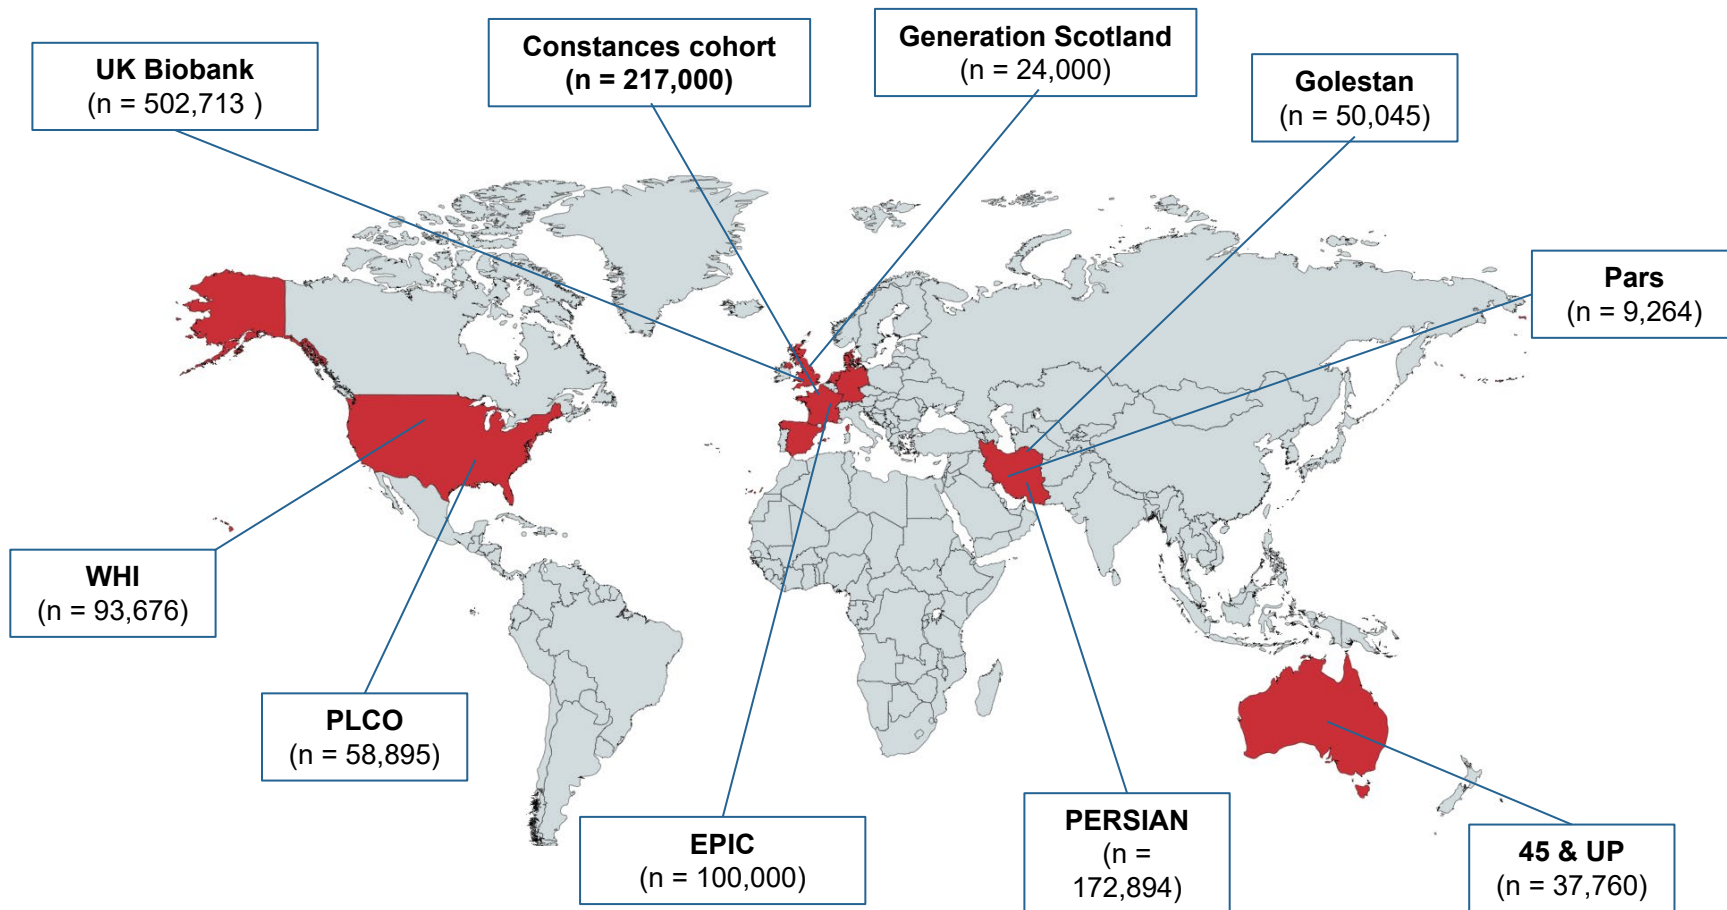 UK Biobank
(n = 502,713 )
Constances cohort
(n = 217,000)
Generation Scotland
(n = 24,000)
Golestan
(n = 50,045)
Pars
(n = 9,264)
WHI
(n = 93,676)
PLCO
(n = 58,895)
EPIC
(n = 100,000)
PERSIAN
(n =
172,894)
45 & UP
(n = 37,760)